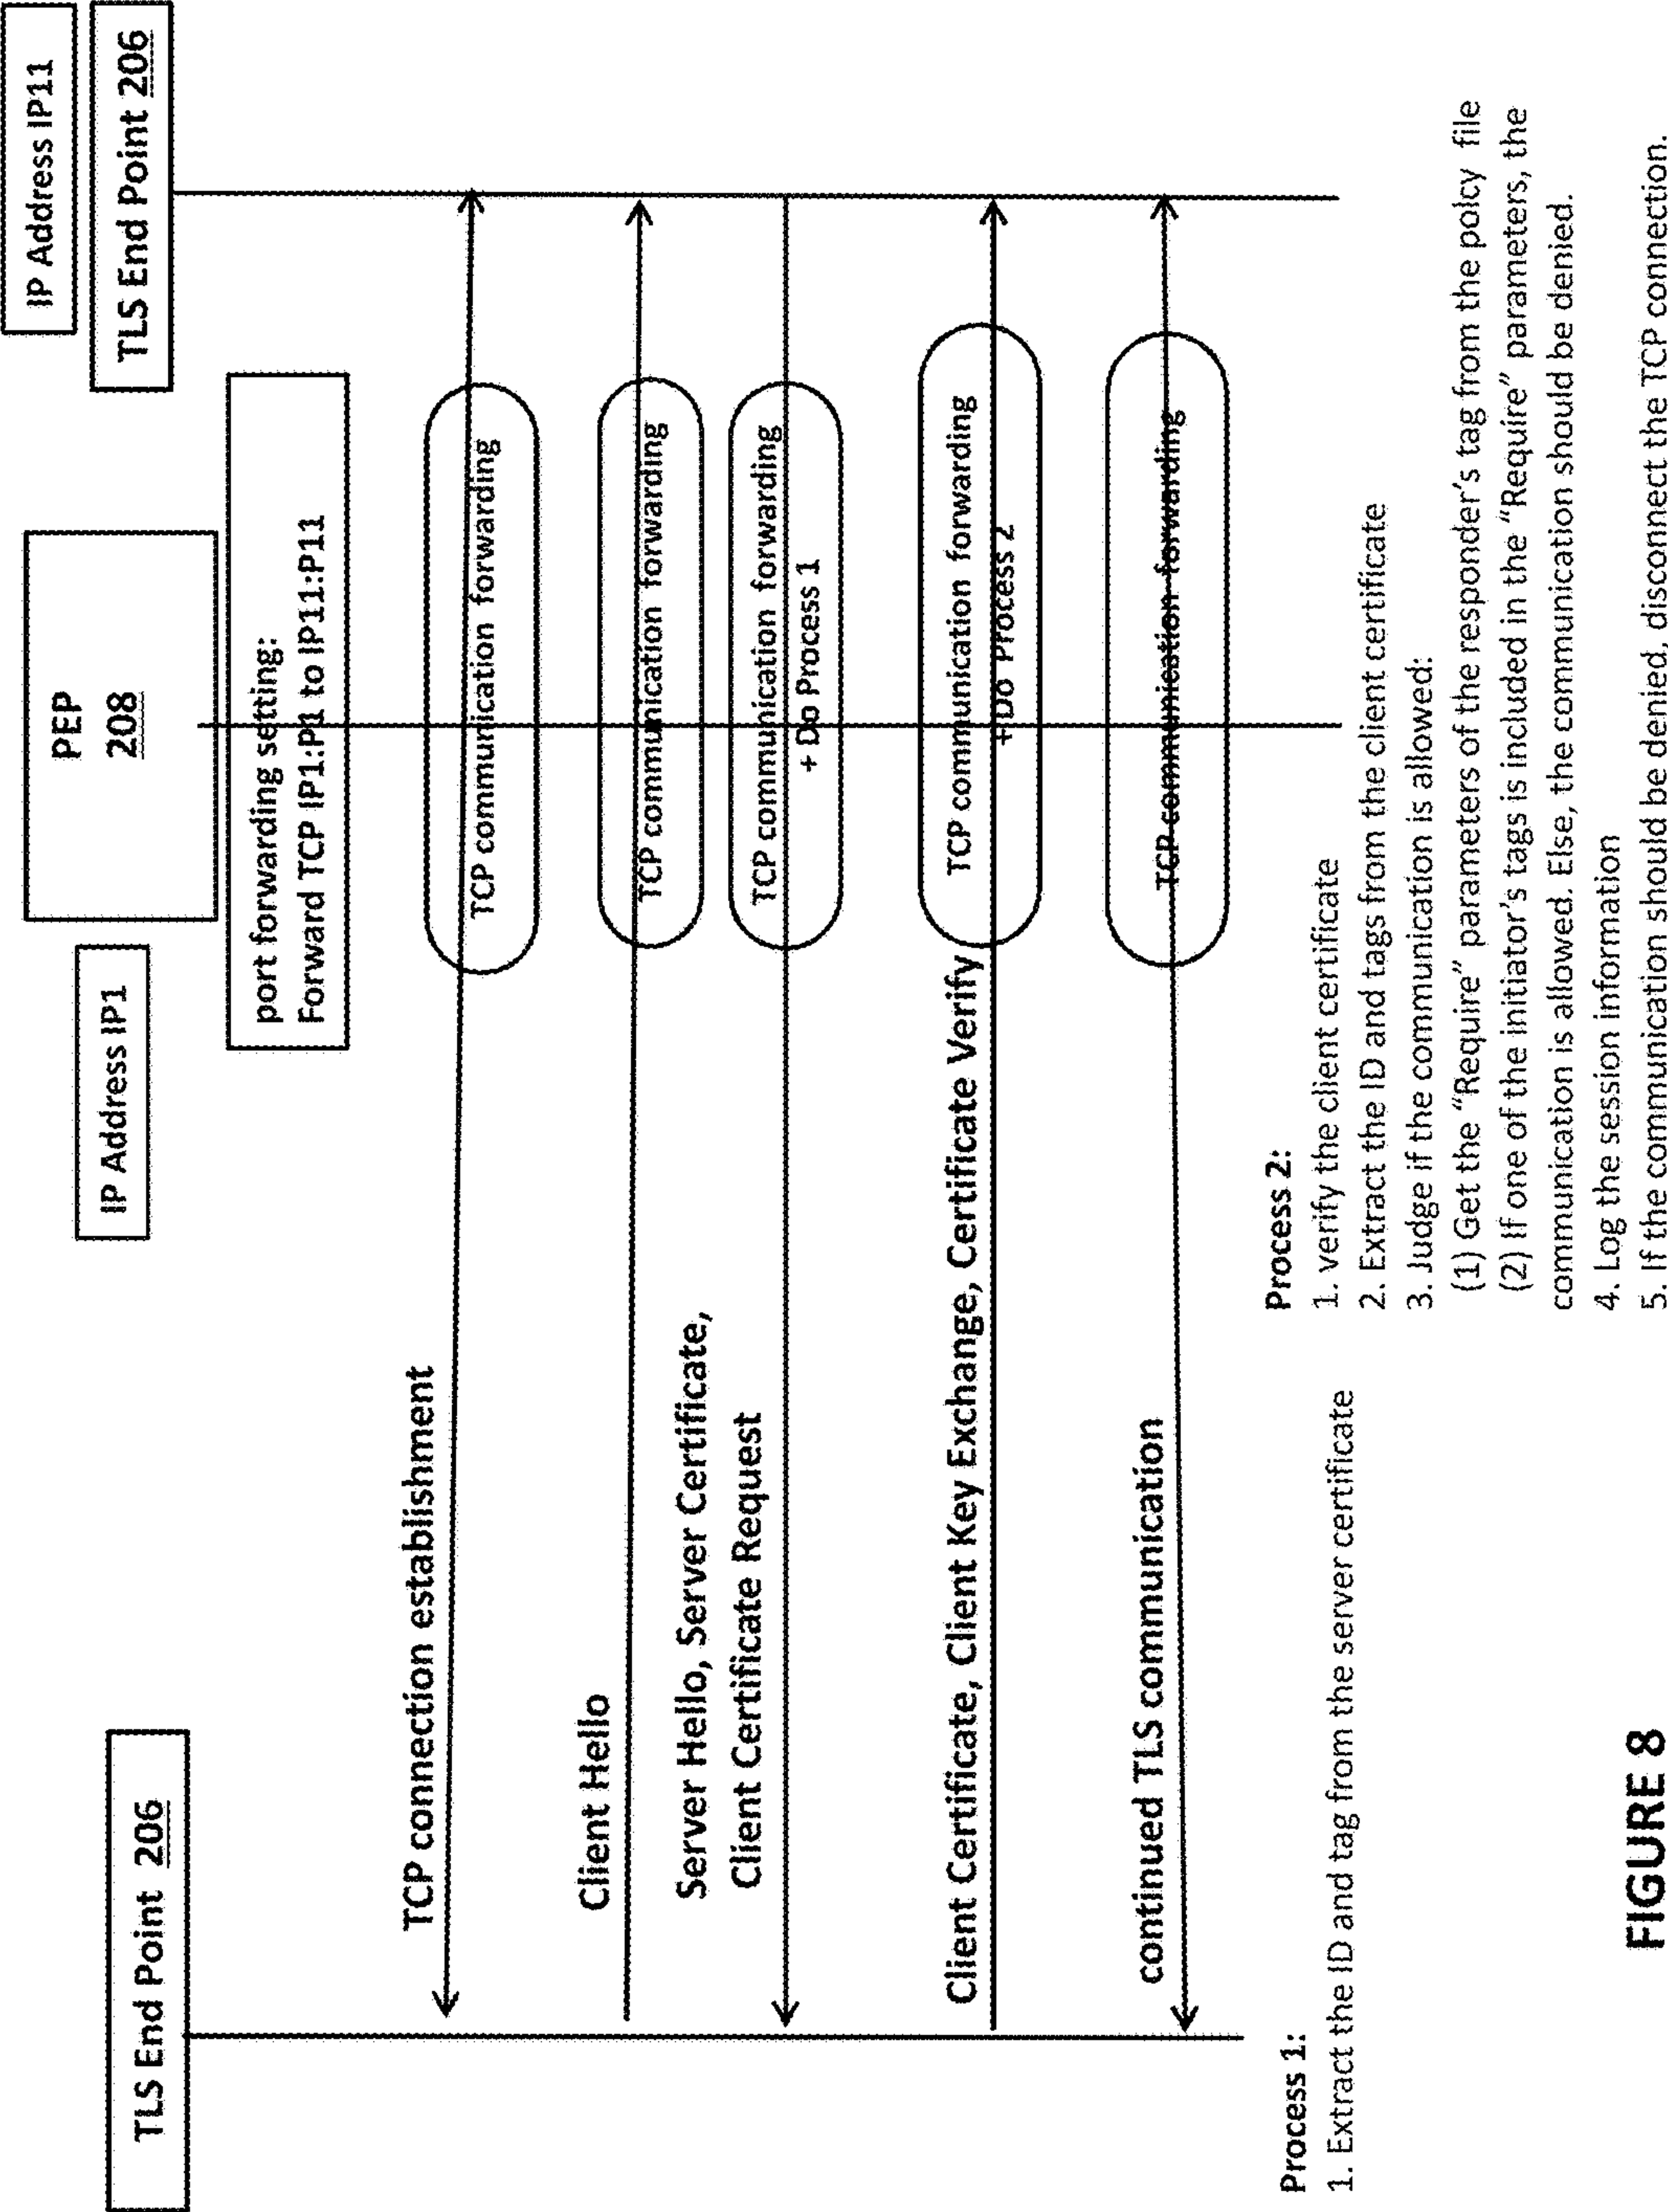 IP Address IP11
TLS End Point 206
PEP
208
IP Address IP1
TLS End Point 206
port forwarding setting:
Forward TCP IP1:P1 to IP11:P11
TCP connection establishment
TCP communication forwarding
Client Hello
TCP communication forwarding
Server Hello, Server Certificate,
Client Certificate Request
TCP communication forwarding
+ Do Process 1
Client Certificate, Client Key Exchange, Certificate Verify
TCP communication forwarding
+Do Process 2
continued TLS communication
TCP communication forwarding
Process 1:
1. Extract the ID and tag from the server certificate
Process 2:
1. verify the client certificate
2. Extract the ID and tags from the client certificate
3. Judge if the communication is allowed:
(1) Get the “Require” parameters of the responder's tag from the polcy file
(2) If one of the initiator's tags is included in the “Require” parameters, the
communication is allowed. Else, the communication should be denied.
4. Log the session information
5. If the communication should be denied, disconnect the TCP connection.
FIGURE 8